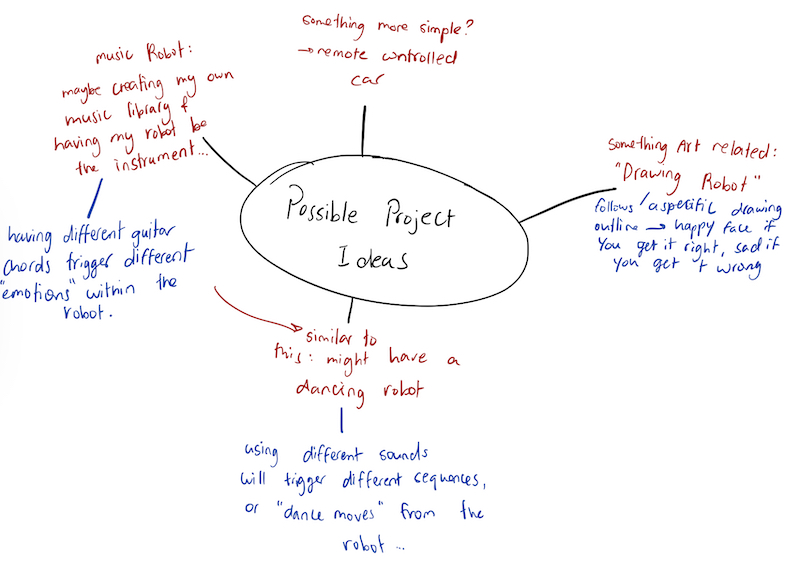 something more simple?
→ remote controlled
car
music Robot:
maybe creating my own
music library &
having my robot be
the instrument...
having different guitar
chords trigger different
"emotions" within the
robot.
Possible Project
Ideas
something Art related:
"Drawing Robot"
follows / a specific drawing
outline → happy face if
You get it right, sad if
you get it wrong
similar to
this: might have a
dancing robot
using different sounds
will trigger different sequences,
or "dance moves" from the
robot ...